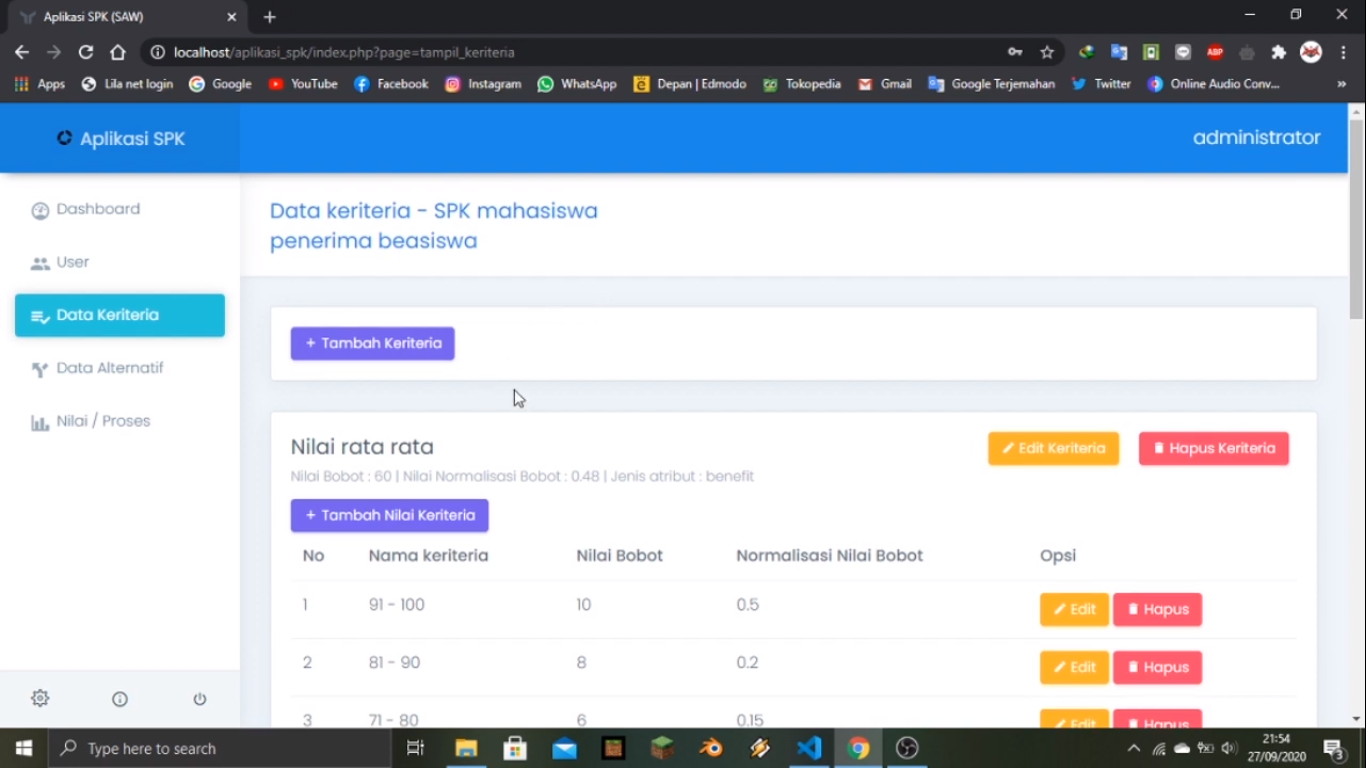 Aplikasi SPK (SAW)
localhost/aplikasi_spk/index.php?page=tampil_keriteria
ABP
Apps Lila net login Google YouTube Facebook Instagram WhatsApp Depan | Edmodo Tokopedia Gmail Google Terjemahan Twitter Online Audio Conv... »
Aplikasi SPK
administrator
Dashboard
User
Data Keriteria
Data Alternatif
Nilai / Proses
Data keriteria - SPK mahasiswa
penerima beasiswa
+ Tambah Keriteria
Nilai rata rata
Edit Keriteria Hapus Keriteria
Nilai Bobot : 60 | Nilai Normalisasi Bobot : 0.48 | Jenis atribut : benefit
+ Tambah Nilai Keriteria
No Nama keriteria Nilai Bobot Normalisasi Nilai Bobot Opsi
1 91 - 100 10 0.5 Edit Hapus
2 81 - 90 8 0.2 Edit Hapus
3 71 - 80 6 0.15 Edit Hapus
Type here to search
21:54
27/09/2020
3